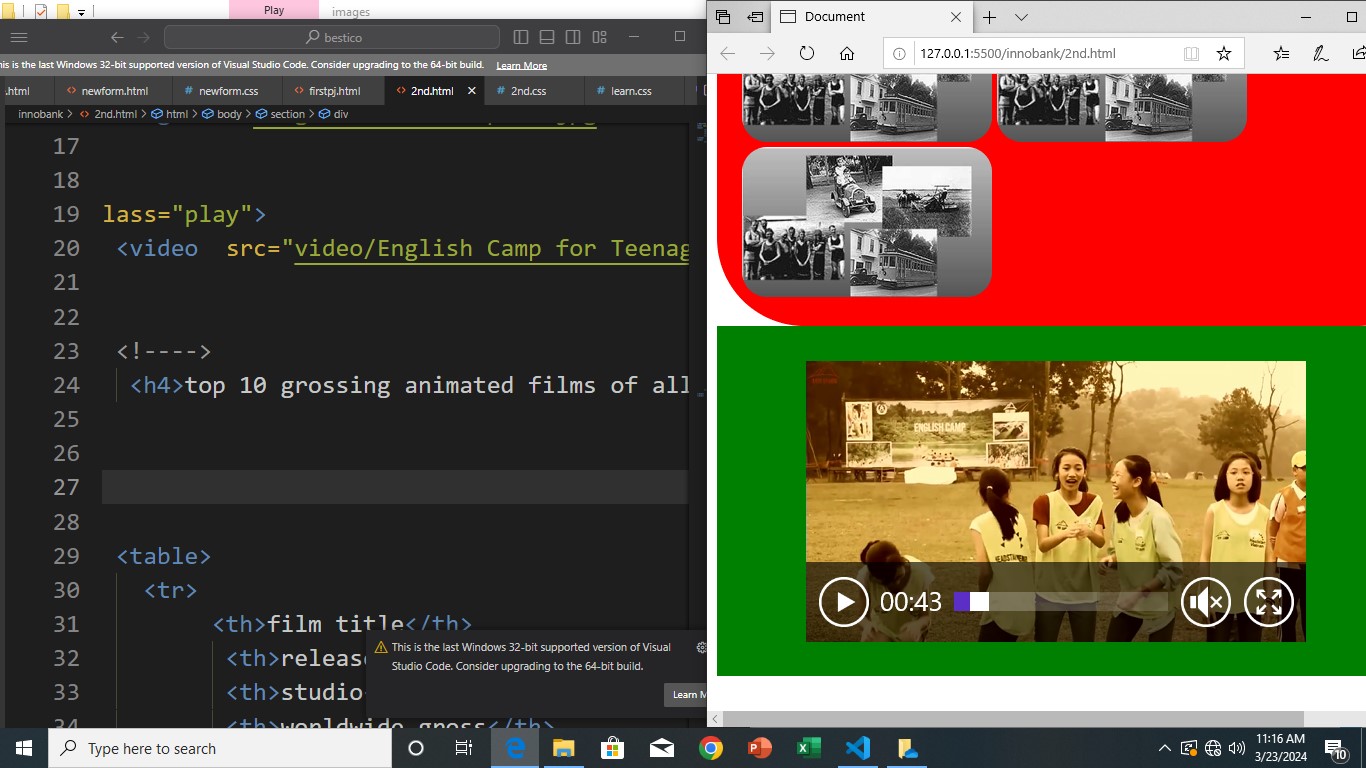 Play
images
bestico
Document
his is the last Windows 32-bit supported version of Visual Studio Code. Consider upgrading to the 64-bit build. Learn More
127.0.0.1:5500/innobank/2nd.html
.html newform.html newform.css firstpj.html 2nd.html 2nd.css learn.css
innobank > 2nd.html > html > body > section > div
17
18
19 lass="play">
20 <video src="video/English Camp for Teenag
21
22
23 <!---->
24 <h4>top 10 grossing animated films of all
25
26
27
28
29 <table>
30 <tr>
31 <th>film title</th>
32 <th>release
33 <th>studio
34 <th>worldwide gross</th>
This is the last Windows 32-bit supported version of Visual
Studio Code. Consider upgrading to the 64-bit build.
Learn M
ENGLISH CAMP
00:43
Type here to search
11:16 AM
3/23/2024
10